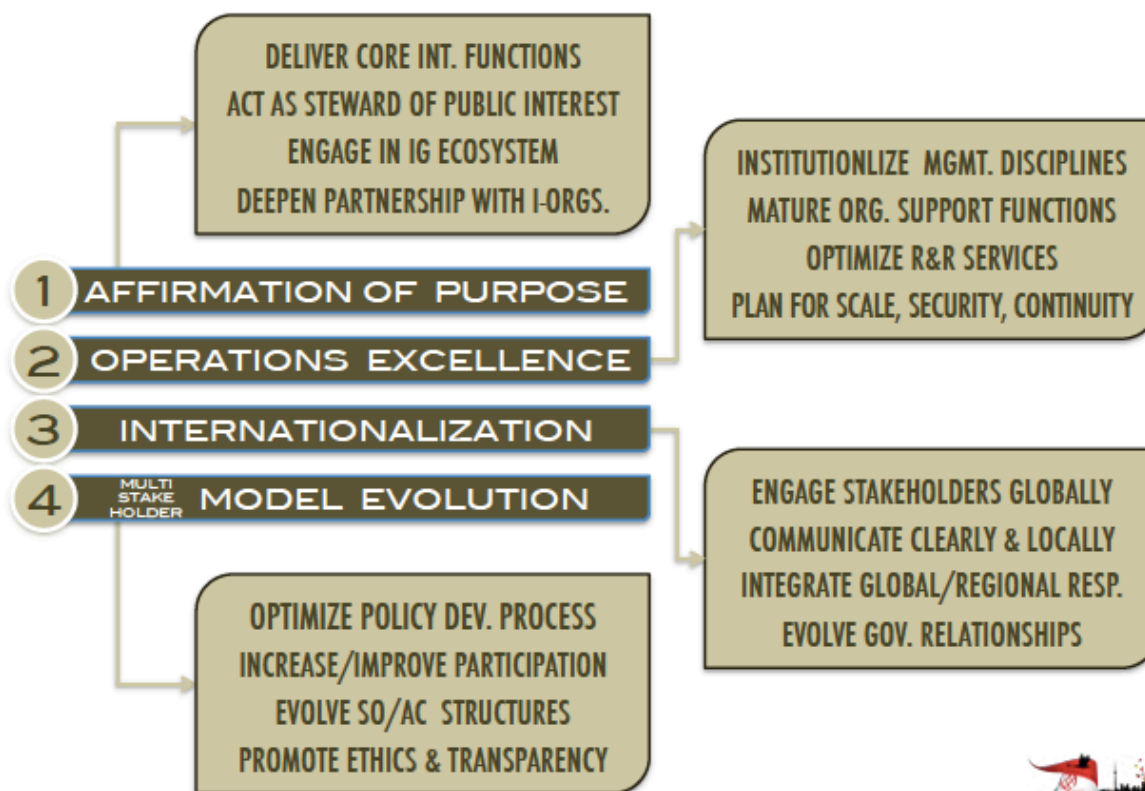 DELIVER CORE INT. FUNCTIONS
ACT AS STEWARD OF PUBLIC INTEREST
ENGAGE IN IG ECOSYSTEM
DEEPEN PARTNERSHIP WITH I-ORGS.
INSTITUTIONLIZE MGMT. DISCIPLINES
MATURE ORG. SUPPORT FUNCTIONS
OPTIMIZE R&R SERVICES
PLAN FOR SCALE, SECURITY, CONTINUITY
1 AFFIRMATION OF PURPOSE
2 OPERATIONS EXCELLENCE
3 INTERNATIONALIZATION
4 MULTI STAKE HOLDER MODEL EVOLUTION
ENGAGE STAKEHOLDERS GLOBALLY
COMMUNICATE CLEARLY & LOCALLY
INTEGRATE GLOBAL/REGIONAL RESP.
EVOLVE GOV. RELATIONSHIPS
OPTIMIZE POLICY DEV. PROCESS
INCREASE/IMPROVE PARTICIPATION
EVOLVE SO/AC STRUCTURES
PROMOTE ETHICS & TRANSPARENCY